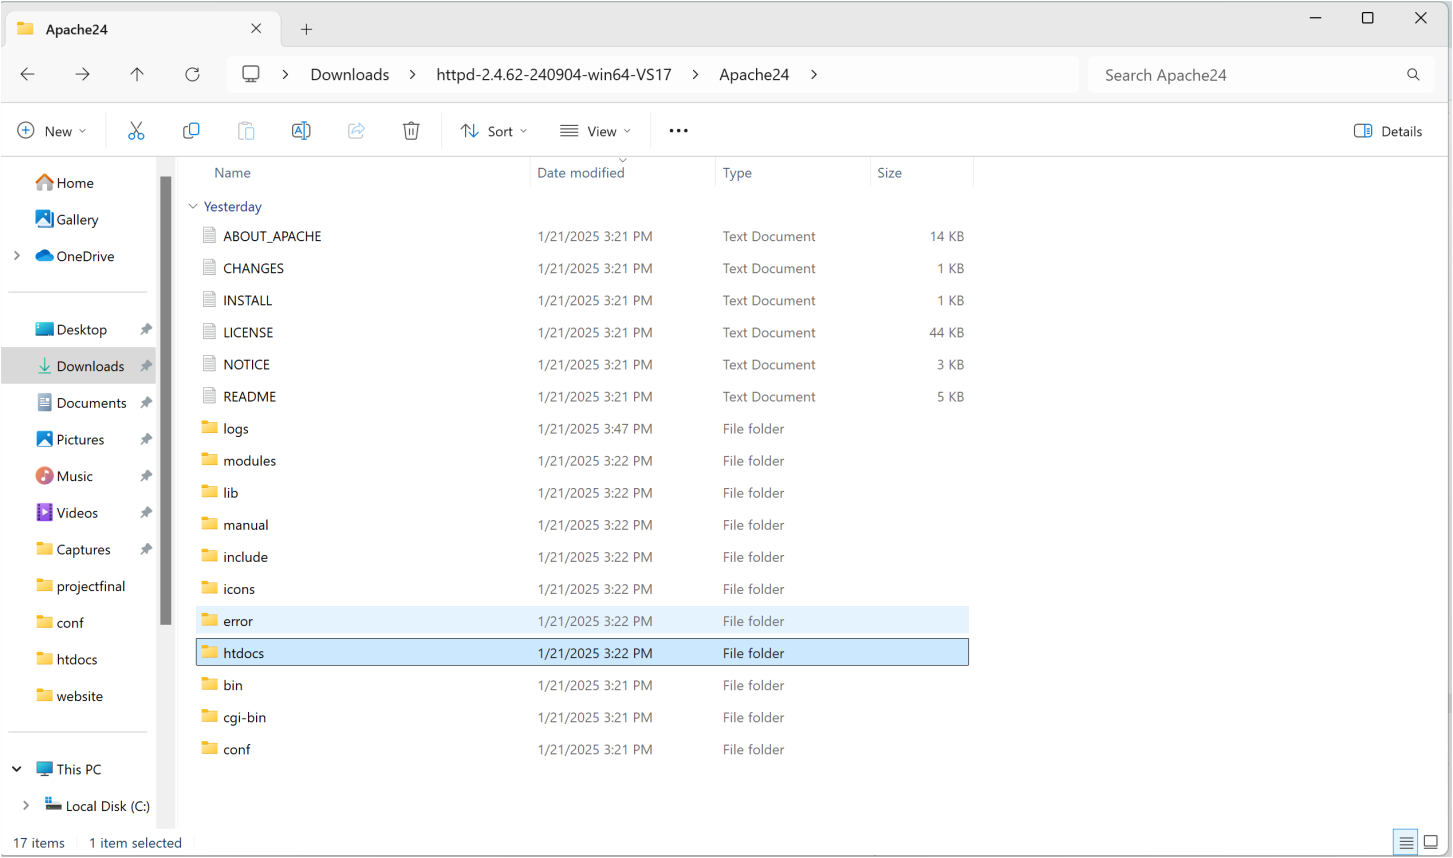 Apache24
Downloads httpd-2.4.62-240904-win64-VS17 Apache24 Search Apache24
New Sort View Details
Home
Gallery
OneDrive
Desktop
Downloads
Documents
Pictures
Music
Videos
Captures
projectfinal
conf
htdocs
website
This PC
Local Disk (C:)
Name Date modified Type Size
Yesterday
ABOUT_APACHE 1/21/2025 3:21 PM Text Document 14 KB
CHANGES 1/21/2025 3:21 PM Text Document 1 KB
INSTALL 1/21/2025 3:21 PM Text Document 1 KB
LICENSE 1/21/2025 3:21 PM Text Document 44 KB
NOTICE 1/21/2025 3:21 PM Text Document 3 KB
README 1/21/2025 3:21 PM Text Document 5 KB
logs 1/21/2025 3:47 PM File folder
modules 1/21/2025 3:22 PM File folder
lib 1/21/2025 3:22 PM File folder
manual 1/21/2025 3:22 PM File folder
include 1/21/2025 3:22 PM File folder
icons 1/21/2025 3:22 PM File folder
error 1/21/2025 3:22 PM File folder
htdocs 1/21/2025 3:22 PM File folder
bin 1/21/2025 3:21 PM File folder
cgi-bin 1/21/2025 3:21 PM File folder
conf 1/21/2025 3:21 PM File folder
17 items 1 item selected